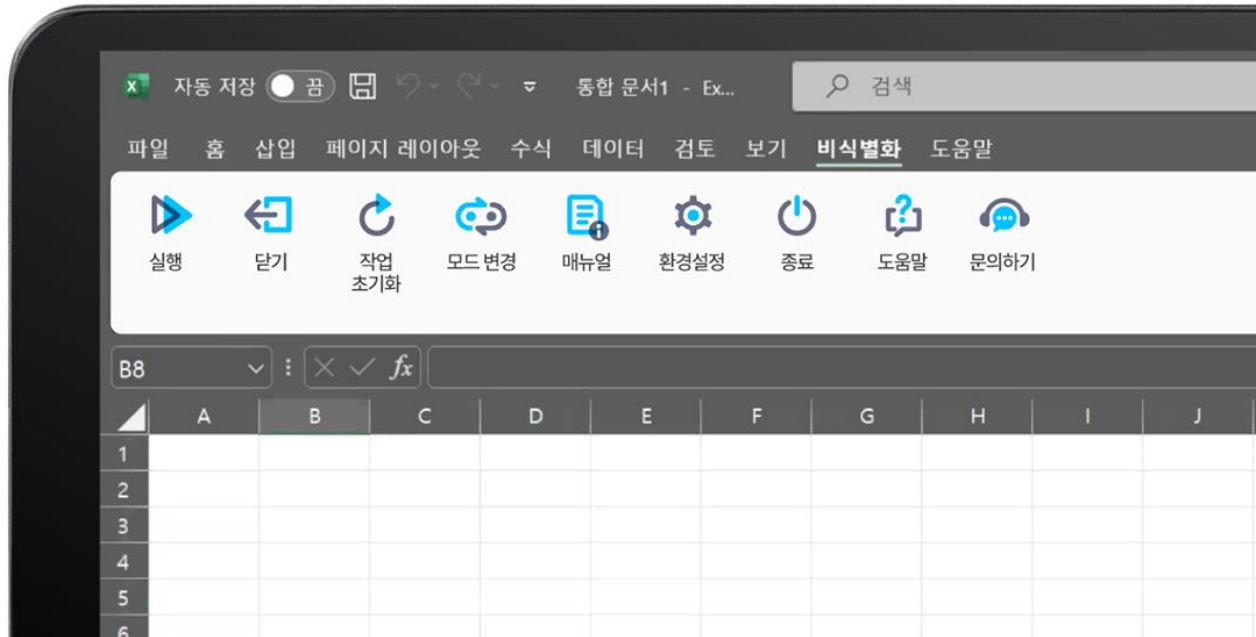 자동 저장 끔 통합 문서1 - Ex... 검색
파일 홈 삽입 페이지 레이아웃 수식 데이터 검토 보기 비식별화 도움말
실행 닫기 작업 초기화 모드 변경 매뉴얼 환경설정 종료 도움말 문의하기
B8 fx
A B C D E F G H I J
1
2
3
4
5
6